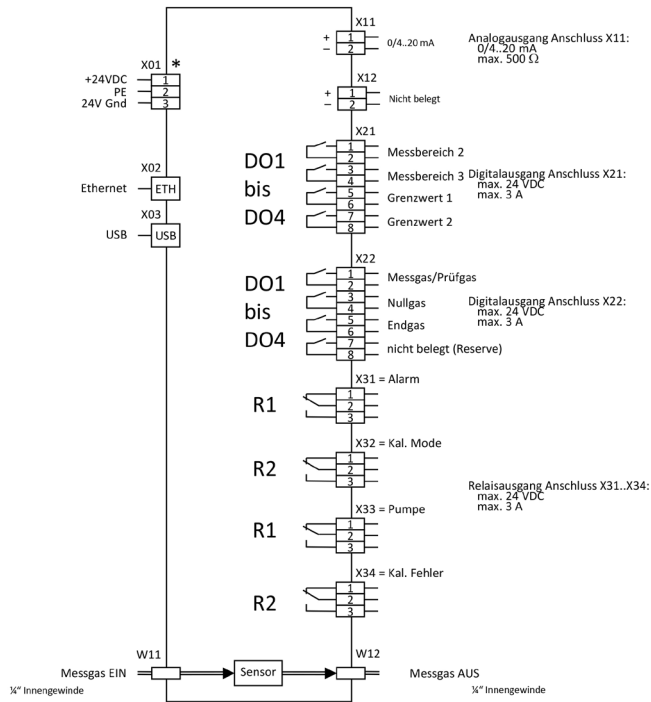 X11
+ 1
– 2
0/4..20 mA
Analogausgang Anschluss X11:
0/4..20 mA
max. 500 Ω
X01 *
+24VDC 1
PE 2
24V Gnd 3
X12
+ 1
– 2
Nicht belegt
X21
DO1
bis
DO4
1
2
3
4
5
6
7
8
Messbereich 2
Messbereich 3
Grenzwert 1
Grenzwert 2
Digitalausgang Anschluss X21:
max. 24 VDC
max. 3 A
X02
Ethernet ETH
X03
USB USB
X22
DO1
bis
DO4
1
2
3
4
5
6
7
8
Messgas/Prüfgas
Nullgas
Endgas
nicht belegt (Reserve)
Digitalausgang Anschluss X22:
max. 24 VDC
max. 3 A
X31 = Alarm
R1
1
2
3
X32 = Kal. Mode
R2
1
2
3
Relaisausgang Anschluss X31..X34:
max. 24 VDC
max. 3 A
X33 = Pumpe
R1
1
2
3
X34 = Kal. Fehler
R2
1
2
3
W11
W12
Messgas EIN
Sensor
Messgas AUS
¼“ Innengewinde
¼“ Innengewinde